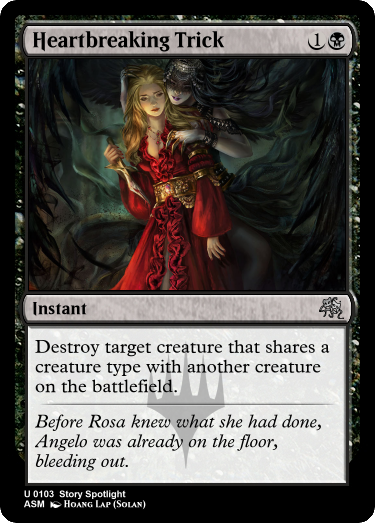 Heartbreaking Trick 1
Instant
Destroy target creature that shares a
creature type with another creature
on the battlefield.
Before Rosa knew what she had done,
Angelo was already on the floor,
bleeding out.
U 0103 Story Spotlight
ASM Hoang Lap (Solan)